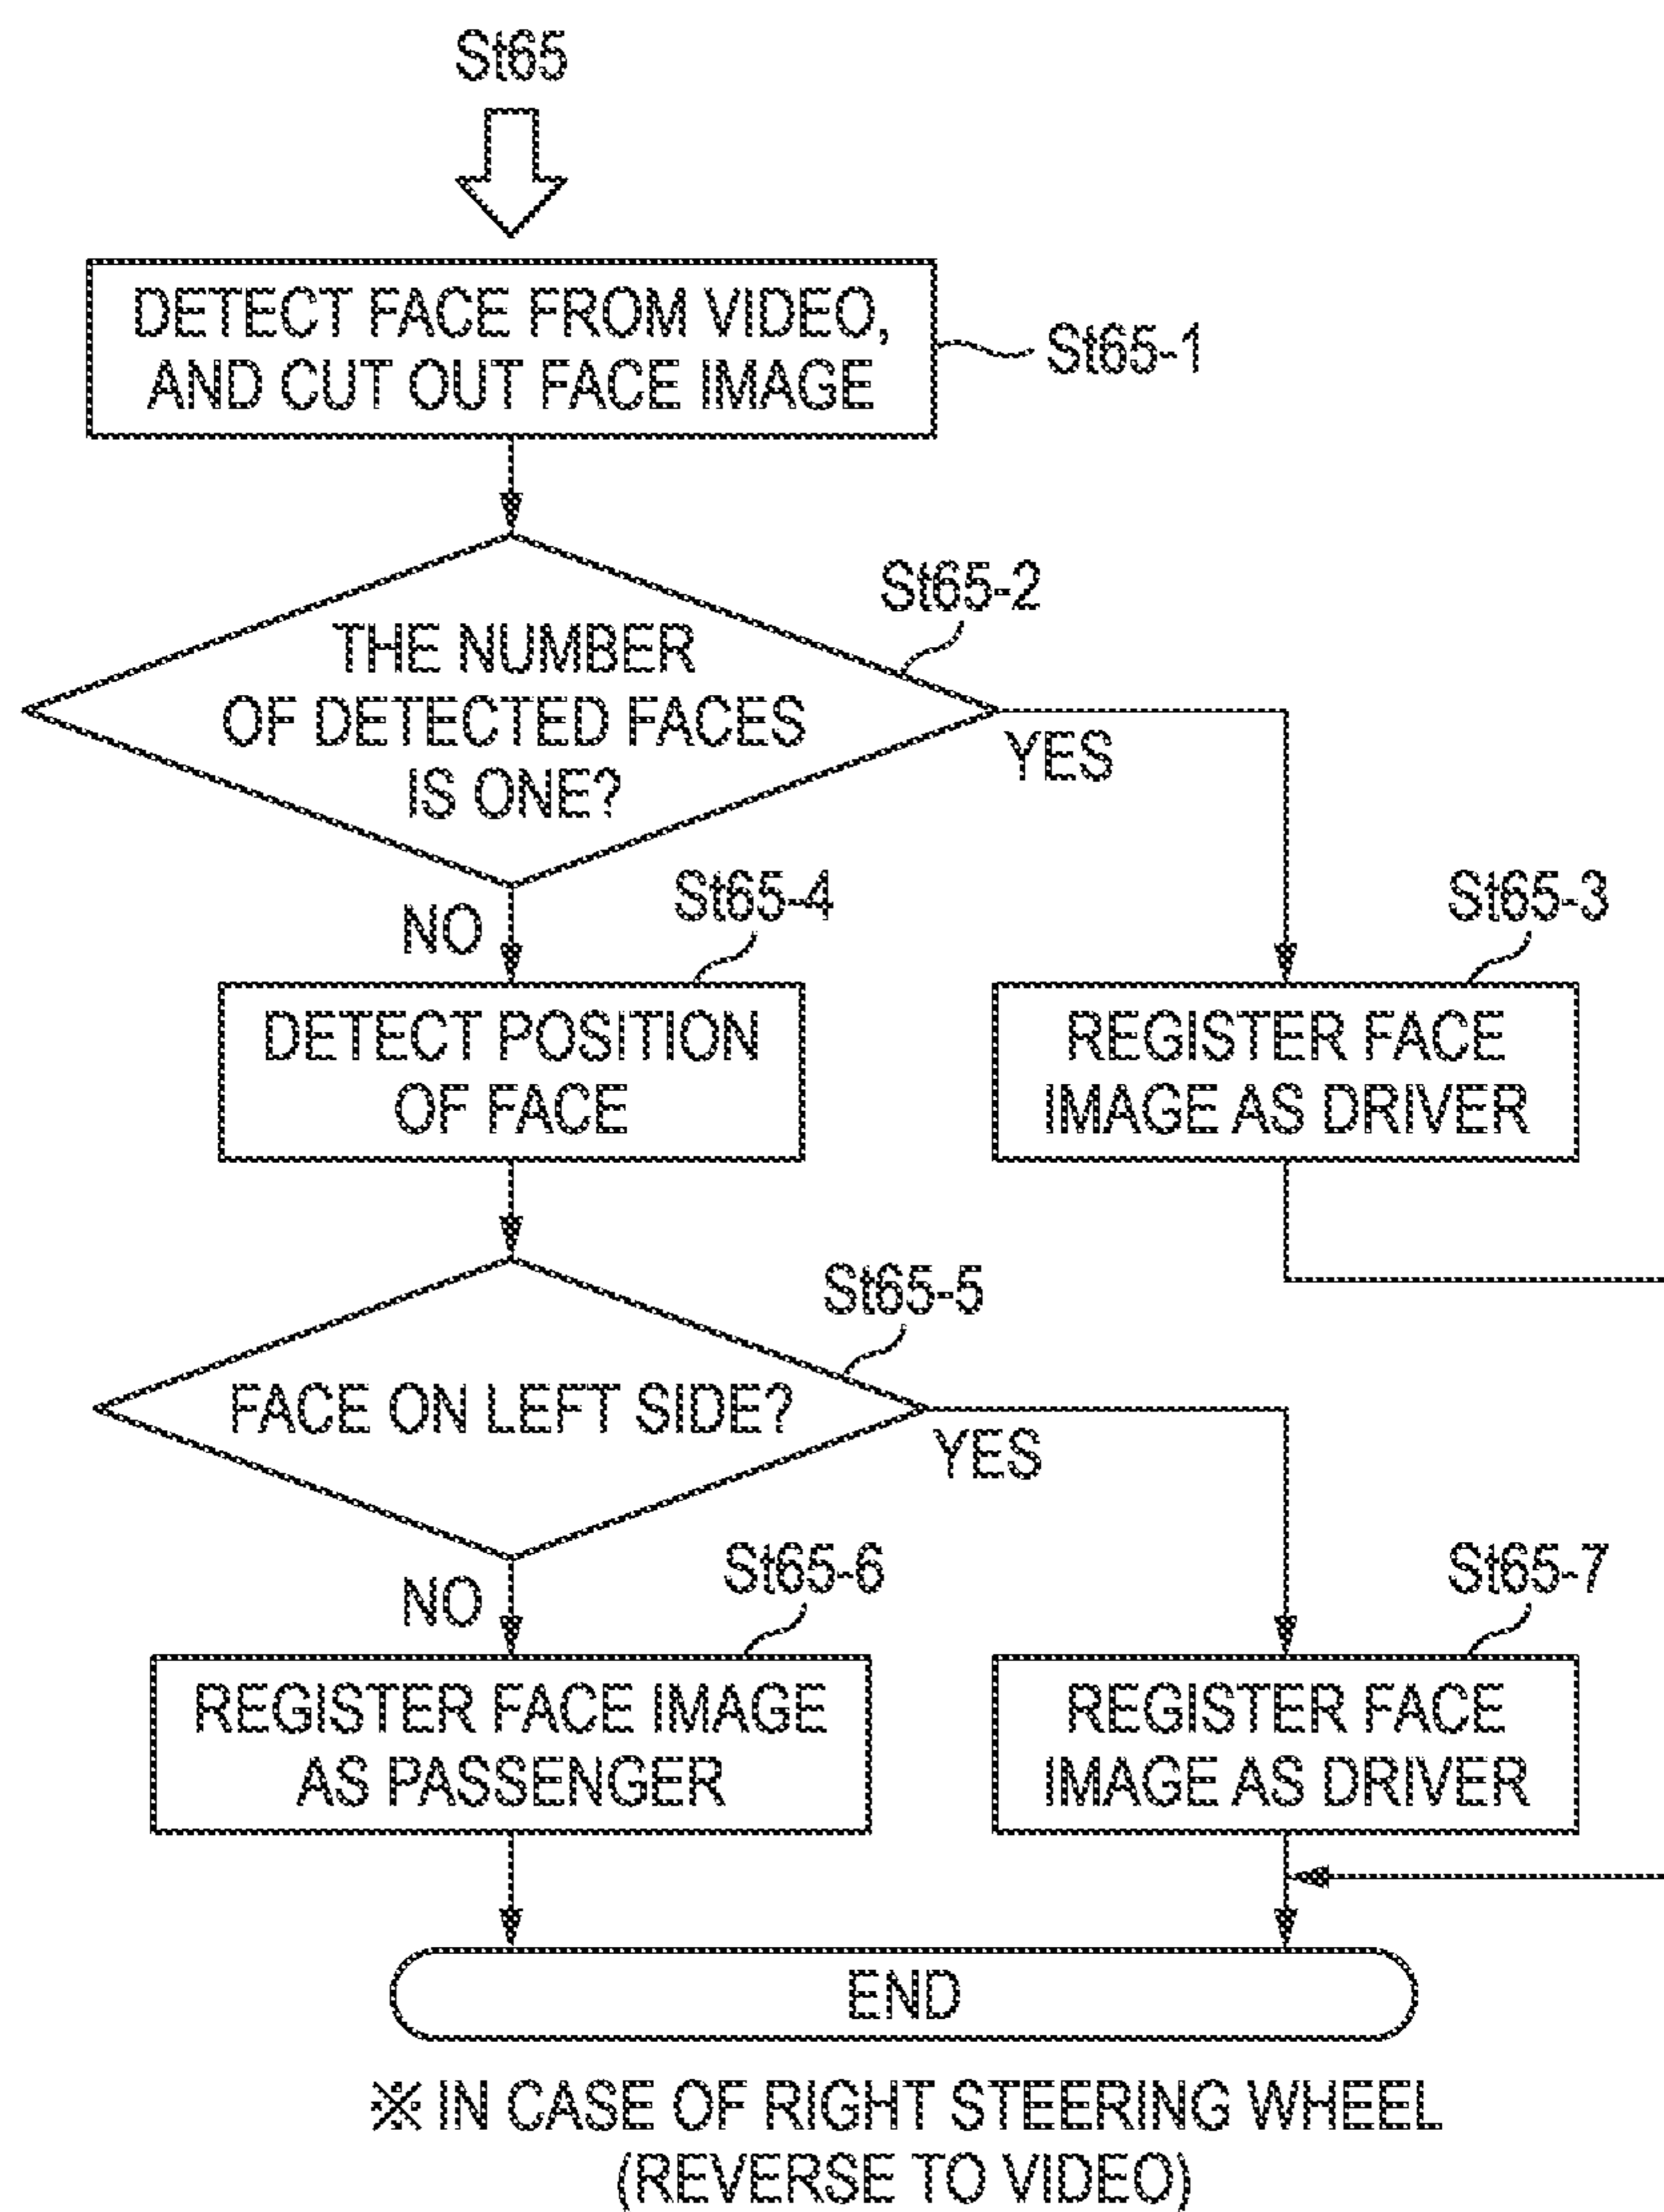 St65
DETECT FACE FROM VIDEO,
AND CUT OUT FACE IMAGE
St65-1
St65-2
THE NUMBER
OF DETECTED FACES
IS ONE?
YES
NO
St65-4
St65-3
DETECT POSITION
OF FACE
REGISTER FACE
IMAGE AS DRIVER
St65-5
FACE ON LEFT SIDE?
YES
NO
St65-6
St65-7
REGISTER FACE IMAGE
AS PASSENGER
REGISTER FACE
IMAGE AS DRIVER
END
※ IN CASE OF RIGHT STEERING WHEEL
(REVERSE TO VIDEO)